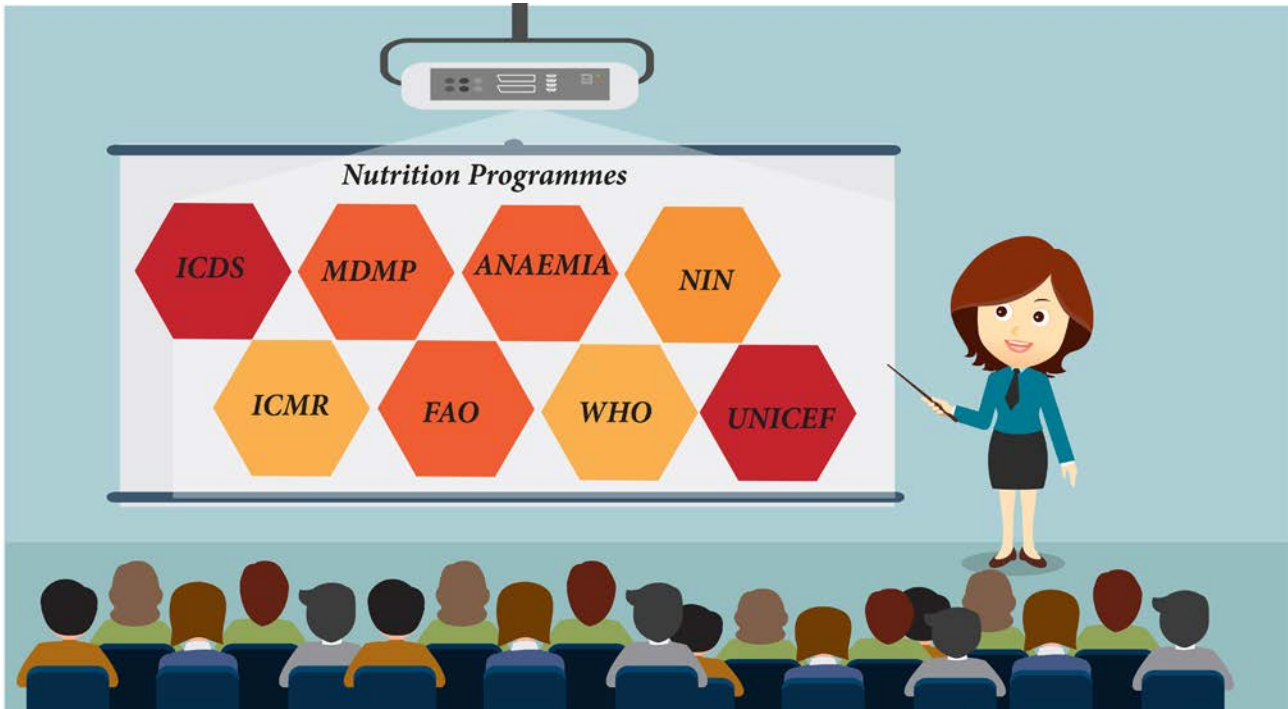 Nutrition Programmes
ICDS
MDMP
ANAEMIA
NIN
ICMR
FAO
WHO
UNICEF